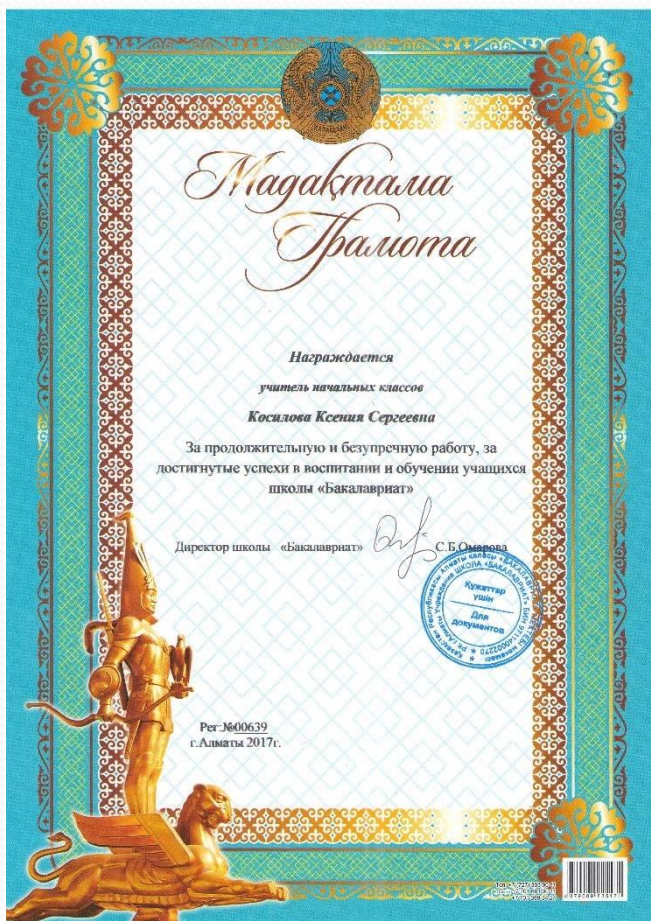 ҚАЗАҚСТАН
Мадақтама
Грамота
Награждается
учитель начальных классов
Косилова Ксения Сергеевна
За продолжительную и безупречную работу, за
достигнутые успехи в воспитании и обучении учащихся
школы «Бакалавриат»
Директор школы «Бакалавриат» С.Б.Омарова
Құжаттар
үшін
Для
документов
Рег.№00639
г.Алматы 2017г.